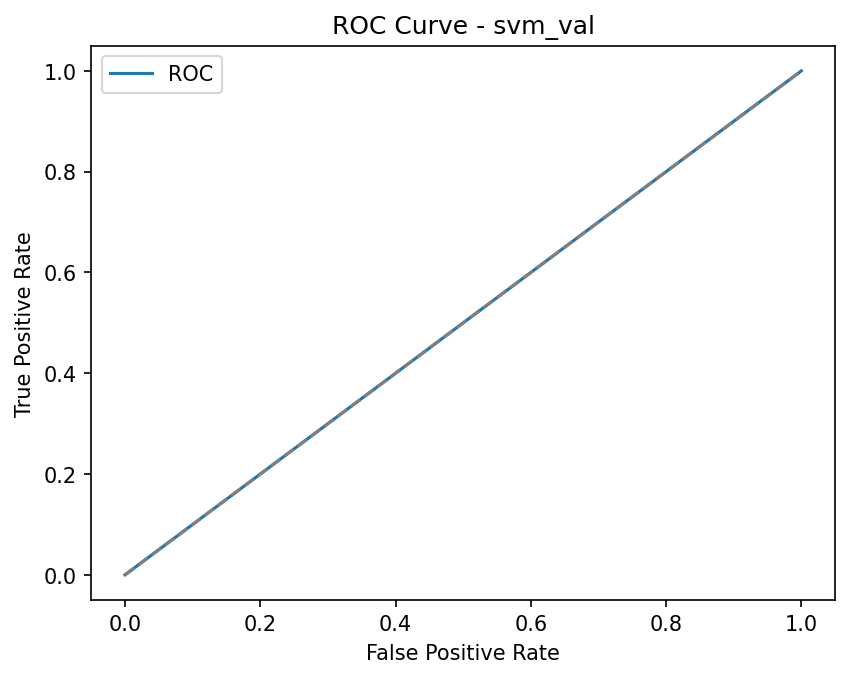 ROC Curve - svm_val
ROC
True Positive Rate
1.0
0.8
0.6
0.4
0.2
0.0
0.0 0.2 0.4 0.6 0.8 1.0
False Positive Rate